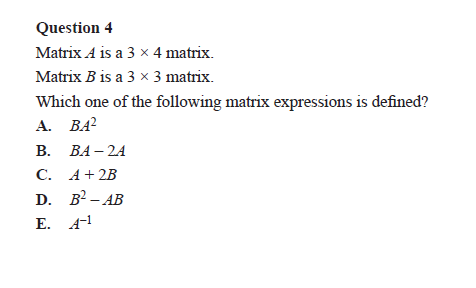 Question 4
Matrix A is a 3 × 4 matrix.
Matrix B is a 3 × 3 matrix.
Which one of the following matrix expressions is defined?
A. BA²
B. BA – 2A
C. A + 2B
D. B² – AB
E. A⁻¹